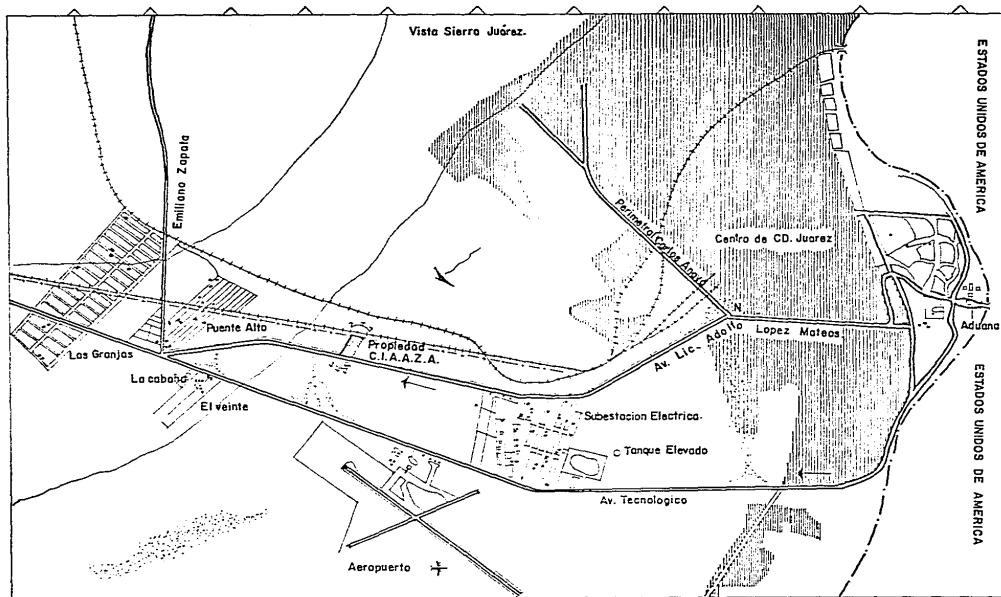 Vista Sierra Juárez.
ESTADOS UNIDOS DE AMERICA
Emiliano Zapata
Perimetral Carlos Amaya
Centro de CD. Juarez
N
Aduana
Puente Alto
Propiedad
C.I.A.A.Z.A.
Av. Lic. Adolfo
Lopez Mateos
Las Granjas
La cabaña
El veinte
Subestacion Electrica.
Tanque Elevado
Av. Tecnologico
ESTADOS UNIDOS DE AMERICA
Aeropuerto